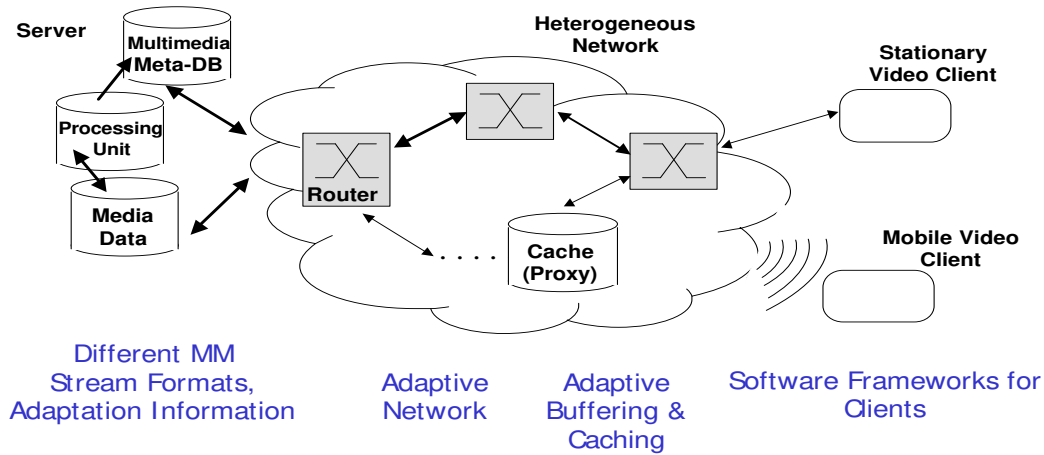 Server
Multimedia
Meta-DB
Processing
Unit
Media
Data
Heterogeneous
Network
Router
. . . .
Cache
(Proxy)
Stationary
Video Client
Mobile Video
Client
Different MM
Stream Formats,
Adaptation Information
Adaptive
Network
Adaptive
Buffering &
Caching
Software Frameworks for
Clients